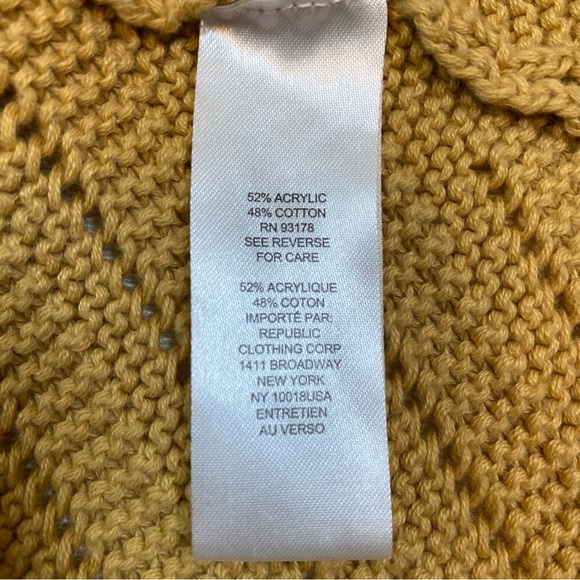 52% ACRYLIC
48% COTTON
RN 93178
SEE REVERSE
FOR CARE
52% ACRYLIQUE
48% COTON
IMPORTÉ PAR:
REPUBLIC
CLOTHING CORP
1411 BROADWAY
NEW YORK
NY 10018USA
ENTRETIEN
AU VERSO